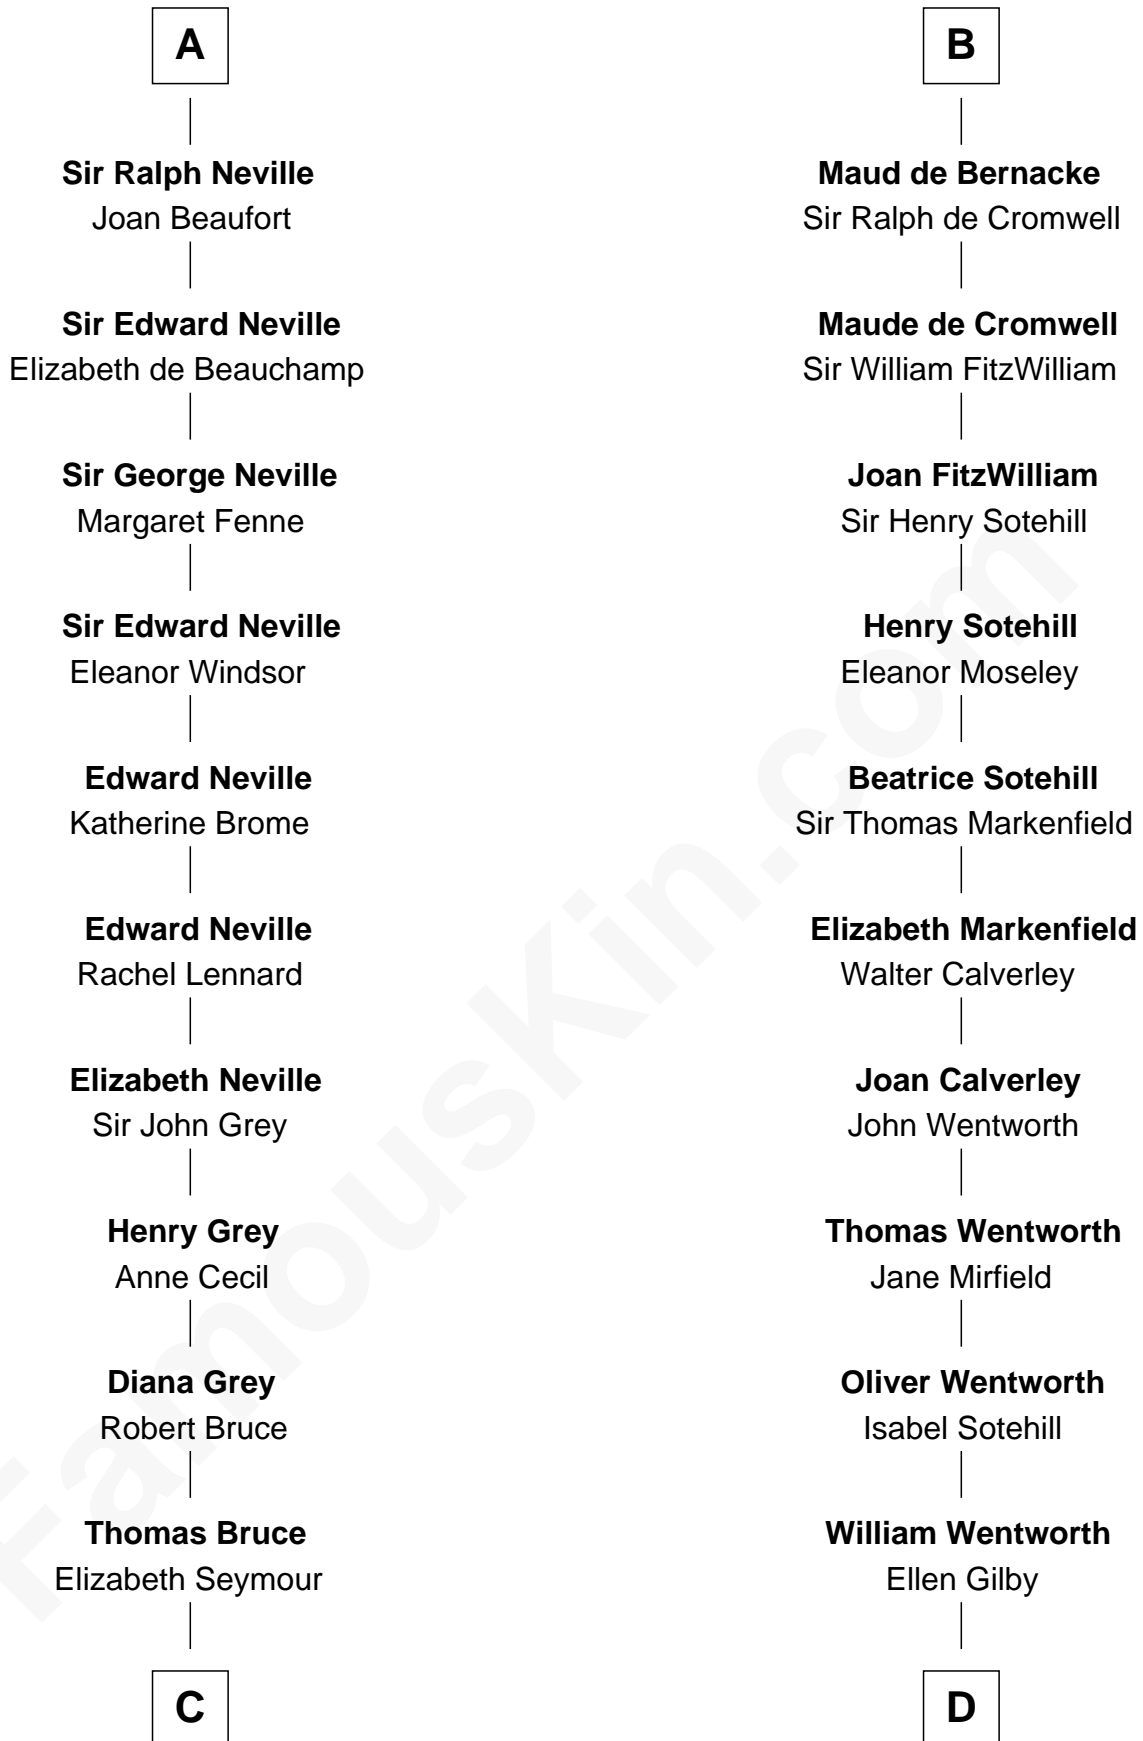 A
Sir Ralph Neville
Joan Beaufort
Sir Edward Neville
Elizabeth de Beauchamp
Sir George Neville
Margaret Fenne
Sir Edward Neville
Eleanor Windsor
Edward Neville
Katherine Brome
Edward Neville
Rachel Lennard
Elizabeth Neville
Sir John Grey
Henry Grey
Anne Cecil
Diana Grey
Robert Bruce
Thomas Bruce
Elizabeth Seymour
C
B
Maud de Bernacke
Sir Ralph de Cromwell
Maude de Cromwell
Sir William FitzWilliam
Joan FitzWilliam
Sir Henry Sotehill
Henry Sotehill
Eleanor Moseley
Beatrice Sotehill
Sir Thomas Markenfield
Elizabeth Markenfield
Walter Calverley
Joan Calverley
John Wentworth
Thomas Wentworth
Jane Mirfield
Oliver Wentworth
Isabel Sotehill
William Wentworth
Ellen Gilby
D
FamousKin.com